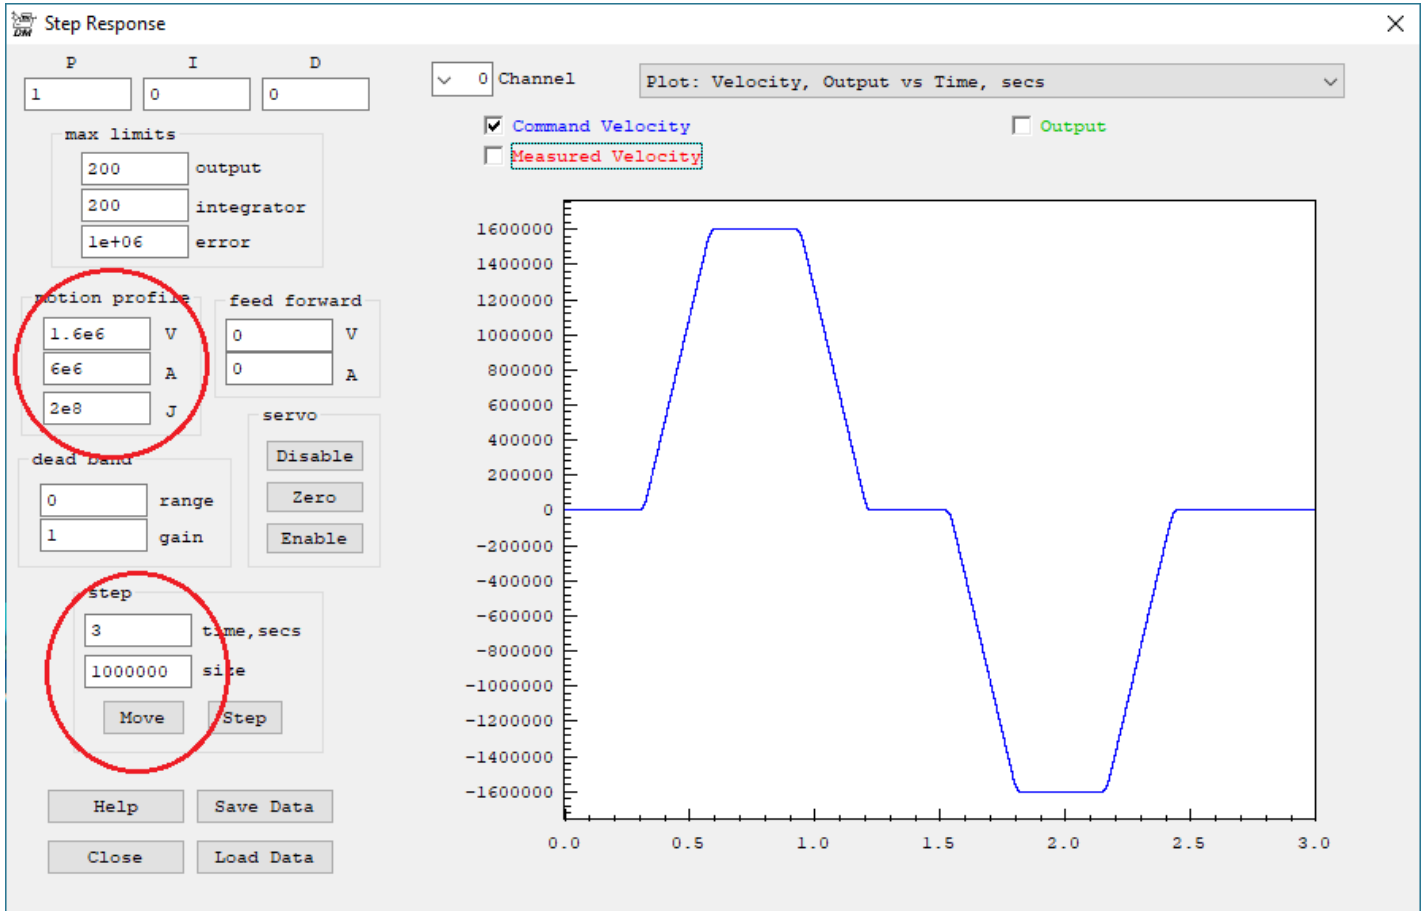 Step Response
P I D
1 0 0
max limits
200 output
200 integrator
1e+06 error
motion profile
1.6e6 V
6e6 A
2e8 J
feed forward
0 V
0 A
dead band
0 range
1 gain
servo
Disable
Zero
Enable
step
3 time,secs
1000000 size
Move Step
Help Save Data
Close Load Data
0 Channel
Plot: Velocity, Output vs Time, secs
Command Velocity
Output
Measured Velocity
1600000
1400000
1200000
1000000
800000
600000
400000
200000
0
-200000
-400000
-600000
-800000
-1000000
-1200000
-1400000
-1600000
0.0 0.5 1.0 1.5 2.0 2.5 3.0
DM